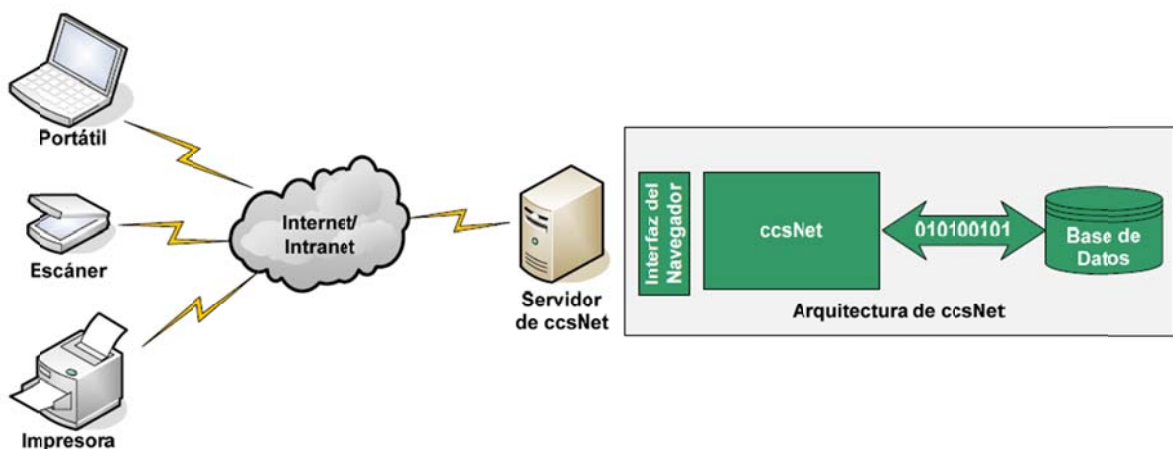 Portátil
Escáner
Impresora
Internet/
Intranet
Servidor
de ccsNet
Interfaz del
Navegador
ccsNet
010100101
Base de
Datos
Arquitectura de ccsNet